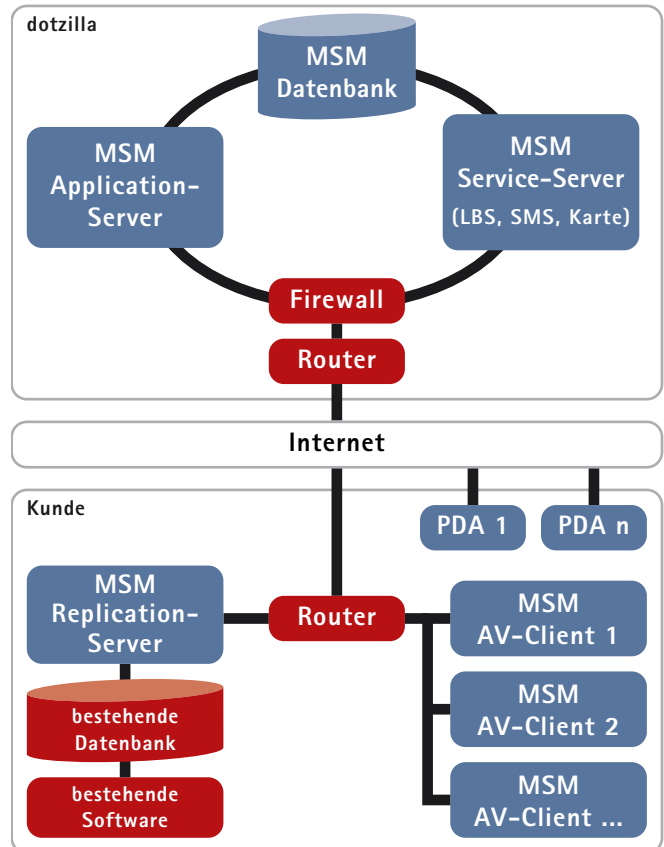 dotzilla
MSM
Datenbank
MSM
Application-
Server
MSM
Service-Server
(LBS, SMS, Karte)
Firewall
Router
Internet
Kunde
PDA 1
PDA n
MSM
Replication-
Server
Router
MSM
AV-Client 1
bestehende
Datenbank
MSM
AV-Client 2
bestehende
Software
MSM
AV-Client ...